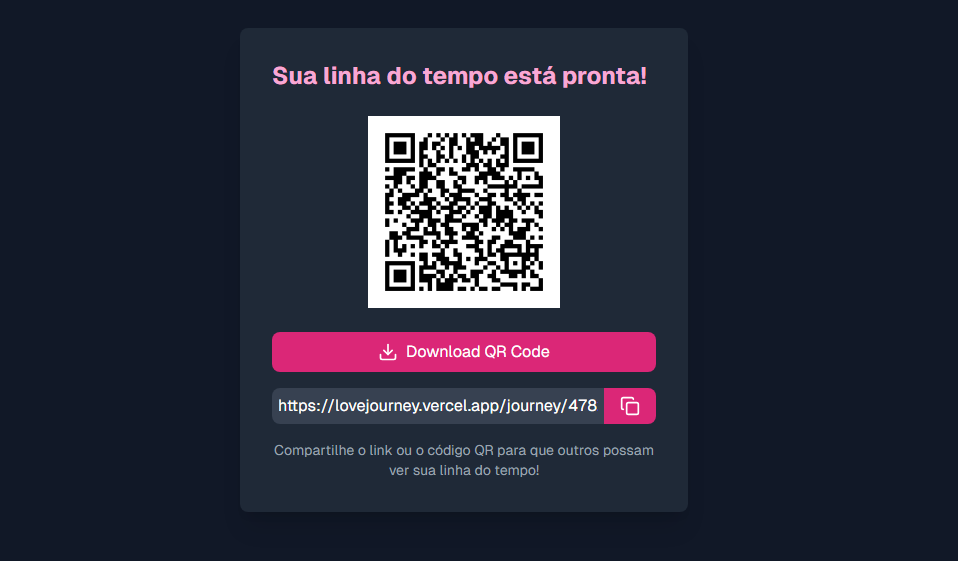 Sua linha do tempo está pronta!
Download QR Code
https://lovejourney.vercel.app/journey/478
Compartilhe o link ou o código QR para que outros possam
ver sua linha do tempo!